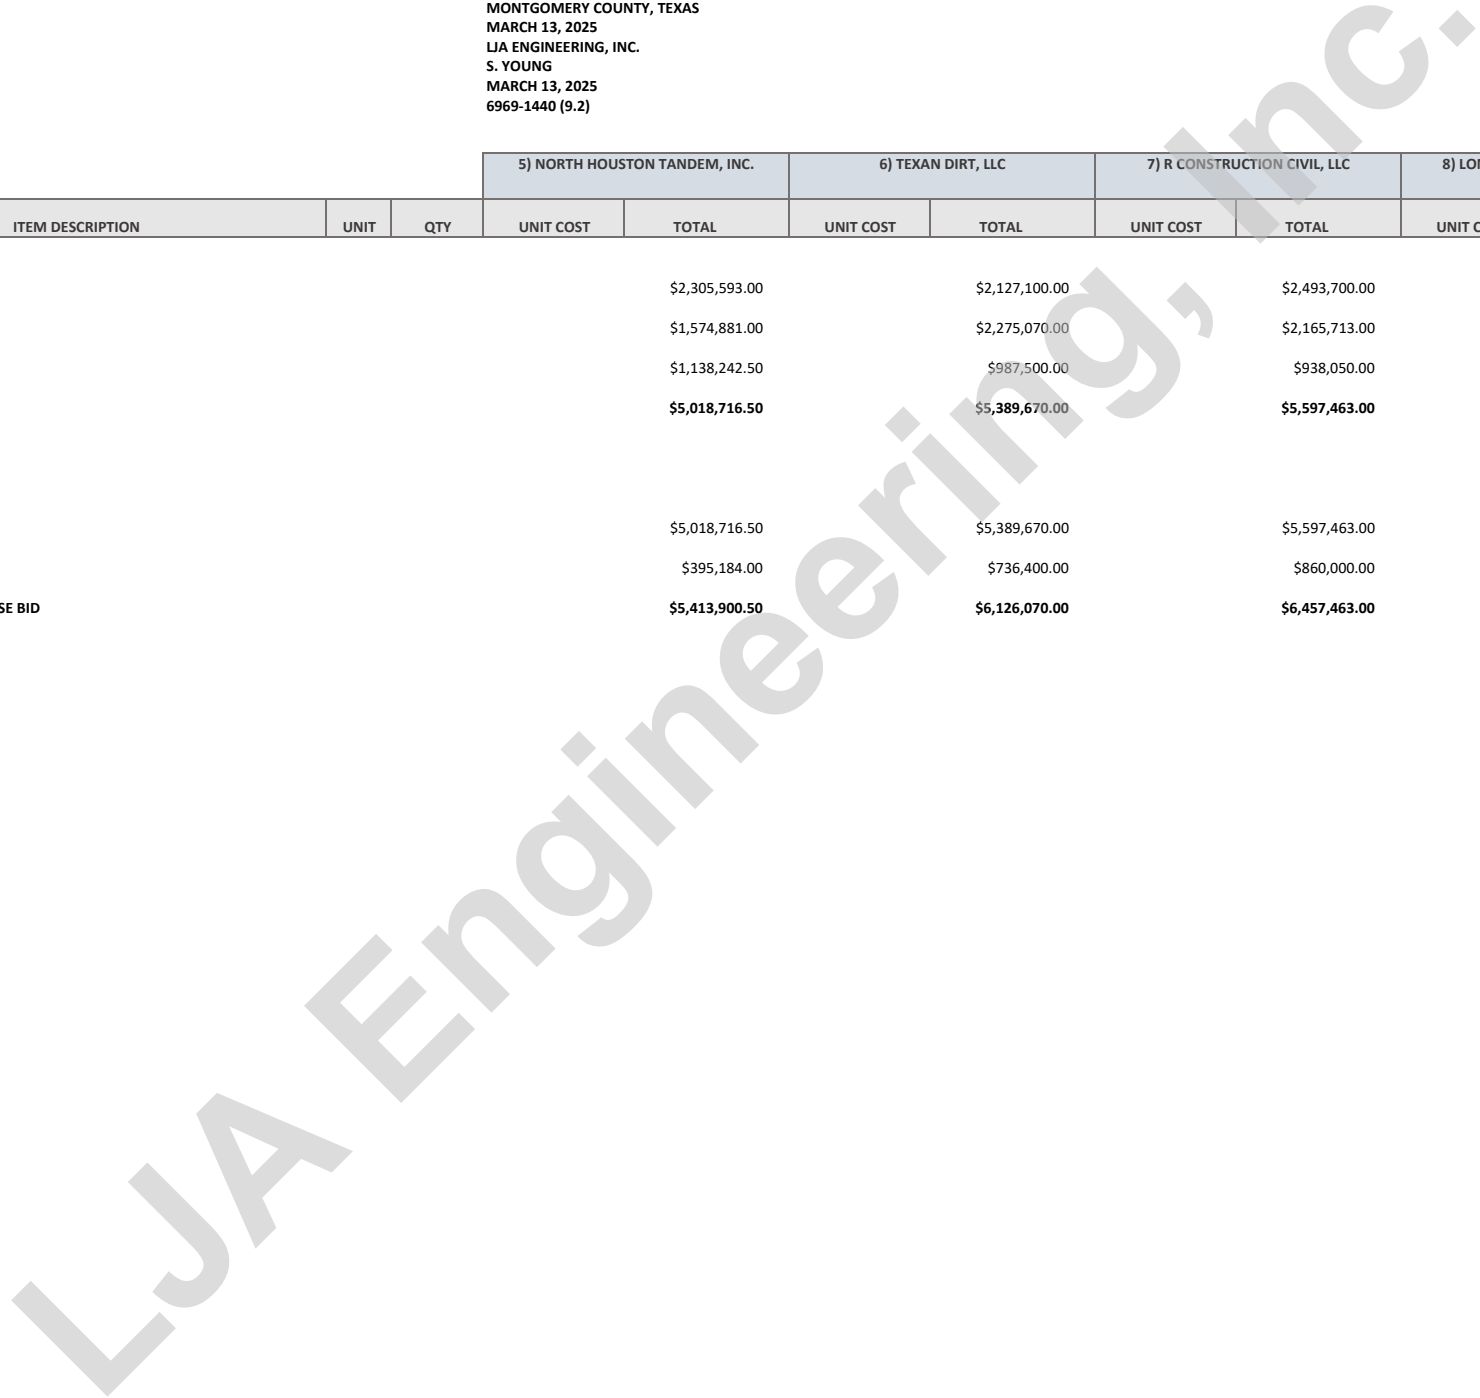 MONTGOMERY COUNTY, TEXAS
MARCH 13, 2025
LJA ENGINEERING, INC.
S. YOUNG
MARCH 13, 2025
6969-1440 (9.2)
5) NORTH HOUSTON TANDEM, INC. 6) TEXAN DIRT, LLC 7) R CONSTRUCTION CIVIL, LLC 8)
ITEM DESCRIPTION UNIT QTY UNIT COST TOTAL UNIT COST TOTAL UNIT COST TOTAL UNIT
$2,305,593.00 $2,127,100.00 $2,493,700.00
$1,574,881.00 $2,275,070.00 $2,165,713.00
$1,138,242.50 $987,500.00 $938,050.00
$5,018,716.50 $5,389,670.00 $5,597,463.00
$5,018,716.50 $5,389,670.00 $5,597,463.00
$395,184.00 $736,400.00 $860,000.00
SE BID $5,413,900.50 $6,126,070.00 $6,457,463.00
LJA Engineering, Inc.